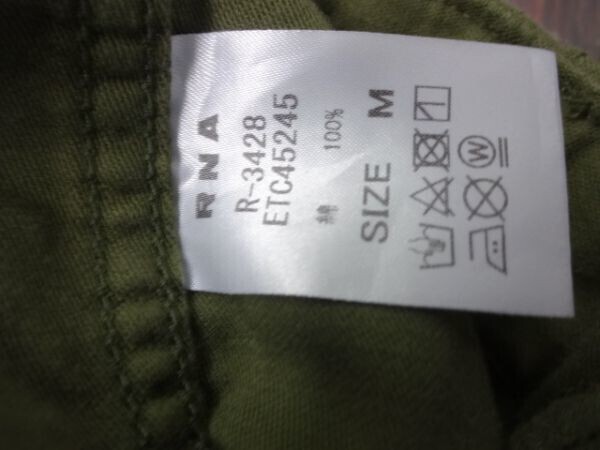 RNA
R-3428
ETC45245
綿 100%
SIZE M
W